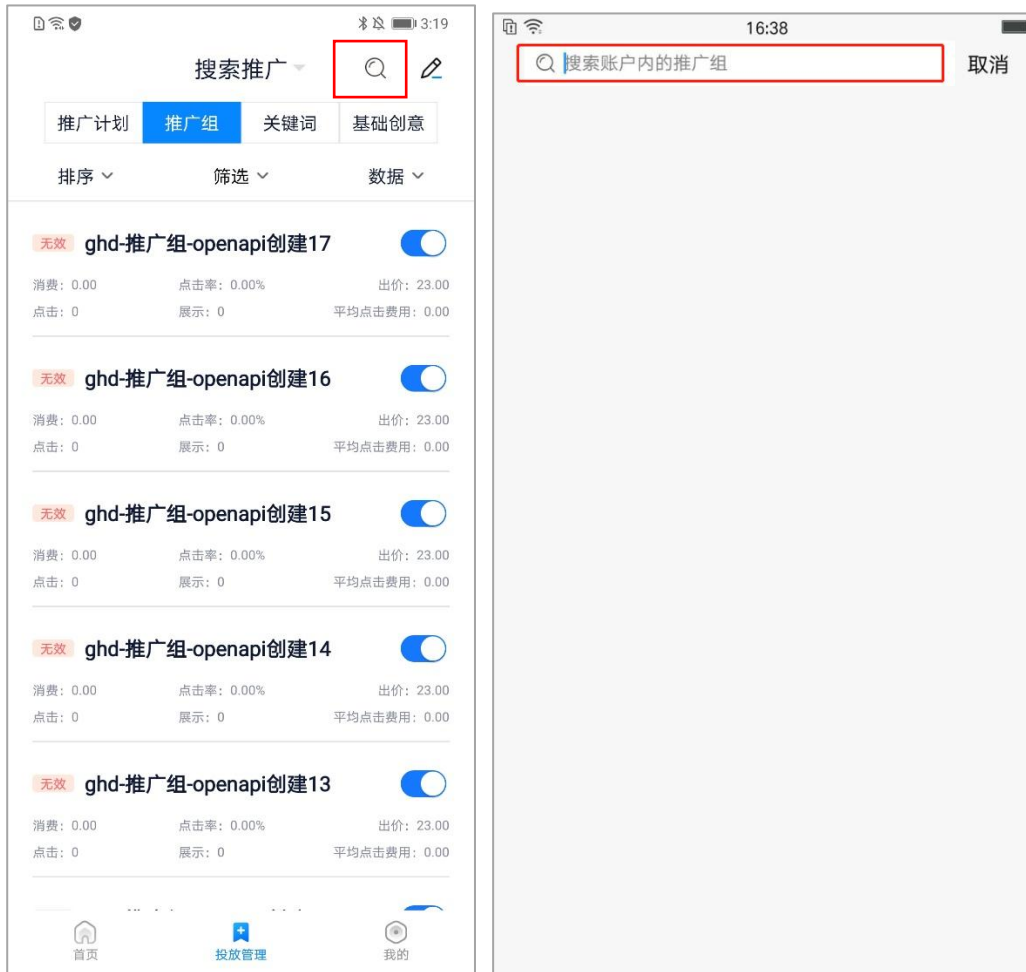 3:19
搜索推广
推广计划 推广组 关键词 基础创意
排序 筛选 数据
无效 ghd-推广组-openapi创建17
消费：0.00 点击率：0.00% 出价：23.00
点击：0 展示：0 平均点击费用：0.00
无效 ghd-推广组-openapi创建16
消费：0.00 点击率：0.00% 出价：23.00
点击：0 展示：0 平均点击费用：0.00
无效 ghd-推广组-openapi创建15
消费：0.00 点击率：0.00% 出价：23.00
点击：0 展示：0 平均点击费用：0.00
无效 ghd-推广组-openapi创建14
消费：0.00 点击率：0.00% 出价：23.00
点击：0 展示：0 平均点击费用：0.00
无效 ghd-推广组-openapi创建13
消费：0.00 点击率：0.00% 出价：23.00
点击：0 展示：0 平均点击费用：0.00
首页 投放管理 我的
16:38
搜索账户内的推广组 取消